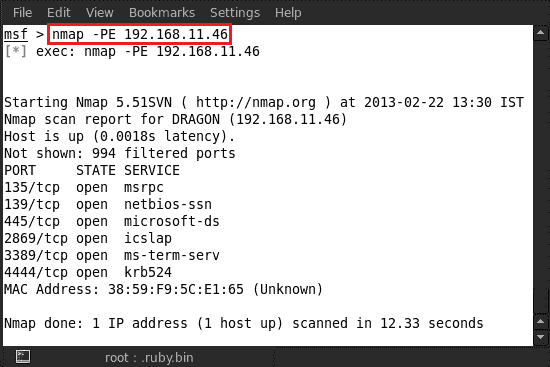 File Edit View Bookmarks Settings Help
msf > nmap -PE 192.168.11.46
[*] exec: nmap -PE 192.168.11.46
Starting Nmap 5.51SVN ( http://nmap.org ) at 2013-02-22 13:30 IST
Nmap scan report for DRAGON (192.168.11.46)
Host is up (0.0018s latency).
Not shown: 994 filtered ports
PORT     STATE SERVICE
135/tcp  open  msrpc
139/tcp  open  netbios-ssn
445/tcp  open  microsoft-ds
2869/tcp open  icslap
3389/tcp open  ms-term-serv
4444/tcp open  krb524
MAC Address: 38:59:F9:5C:E1:65 (Unknown)
Nmap done: 1 IP address (1 host up) scanned in 12.33 seconds
root : .ruby.bin